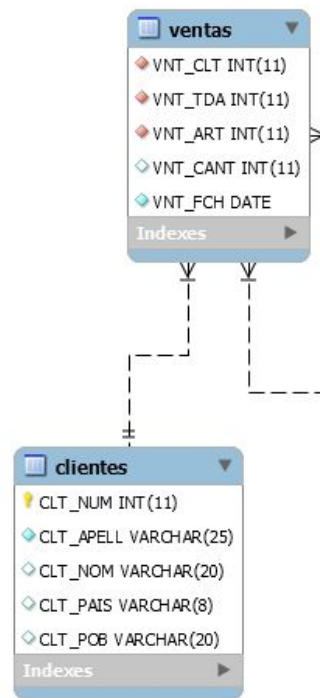 ventas
VNT_CLT INT(11)
VNT_TDA INT(11)
VNT_ART INT(11)
VNT_CANT INT(11)
VNT_FCH DATE
Indexes
clientes
CLT_NUM INT(11)
CLT_APELL VARCHAR(25)
CLT_NOM VARCHAR(20)
CLT_PAIS VARCHAR(8)
CLT_POB VARCHAR(20)
Indexes